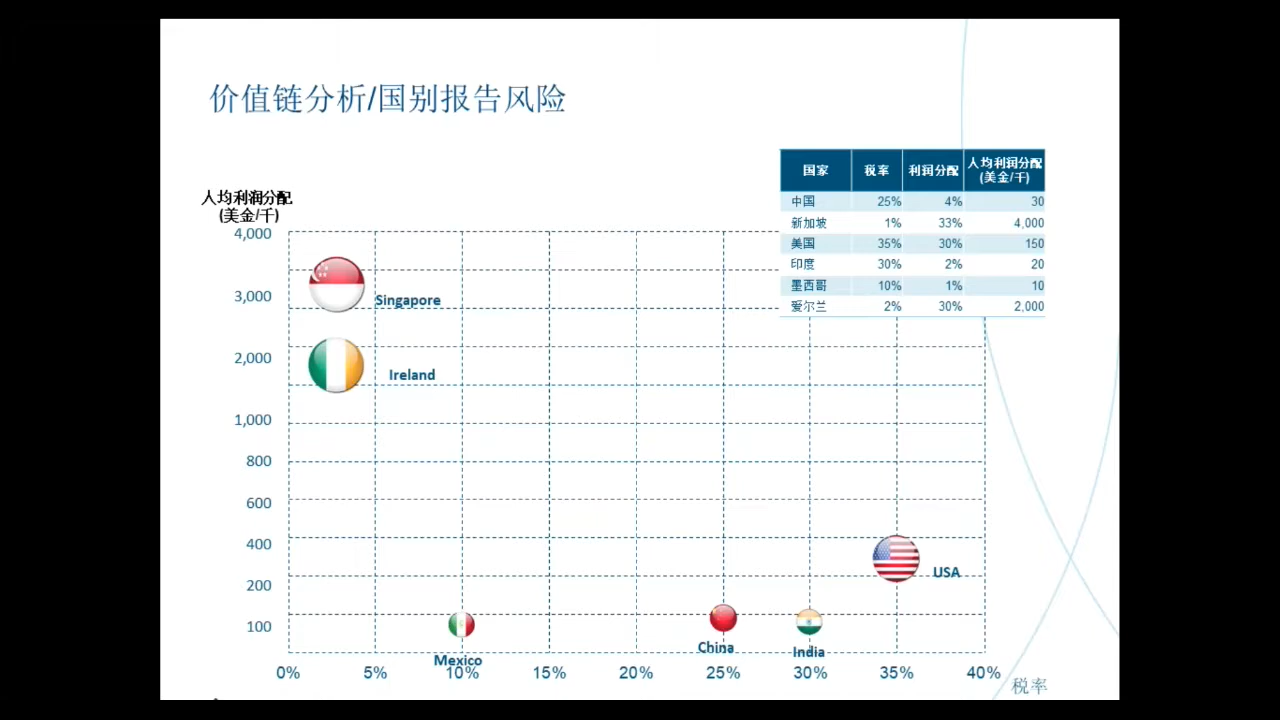 价值链分析/国别报告风险
国家 税率 利润分配 人均利润分配
(美金/千)
中国 25% 4% 30
新加坡 1% 33% 4,000
美国 35% 30% 150
印度 30% 2% 20
墨西哥 10% 1% 10
爱尔兰 2% 30% 2,000
人均利润分配
(美金/千)
4,000
3,000
2,000
1,000
800
600
400
200
100
Singapore
Ireland
USA
Mexico
China
India
0% 5% 10% 15% 20% 25% 30% 35% 40%
税率